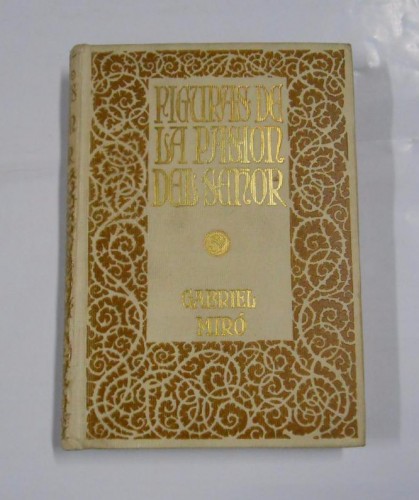 FIGURAS DE
LA PASION
DEL SEÑOR
GABRIEL
MIRÓ